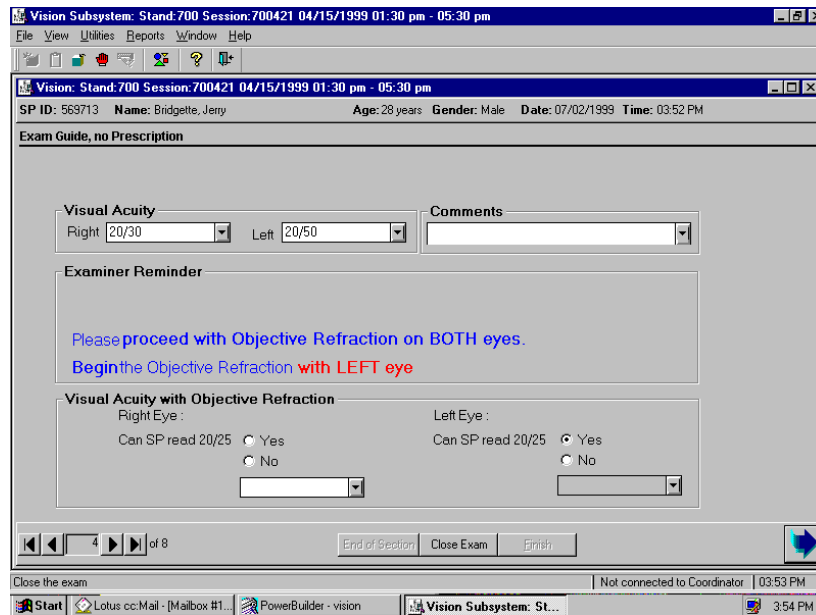 Vision Subsystem: Stand:700 Session:700421 04/15/1999 01:30 pm - 05:30 pm
File View Utilities Reports Window Help
Vision: Stand:700 Session:700421 04/15/1999 01:30 pm - 05:30 pm
SP ID: 569713 Name: Bridgette, Jerry Age: 28 years Gender: Male Date: 07/02/1999 Time: 03:52 PM
Exam Guide, no Prescription
Visual Acuity Comments
Right 20/30 Left 20/50
Examiner Reminder
Please proceed with Objective Refraction on BOTH eyes.
Begin the Objective Refraction with LEFT eye
Visual Acuity with Objective Refraction
Right Eye : Left Eye :
Can SP read 20/25 Yes Can SP read 20/25 Yes
No No
4 of 8 End of Section Close Exam Finish
Close the exam Not connected to Coordinator 03:53 PM
Start Lotus cc:Mail - [Mailbox #1... PowerBuilder - vision Vision Subsystem: St... 3:54 PM